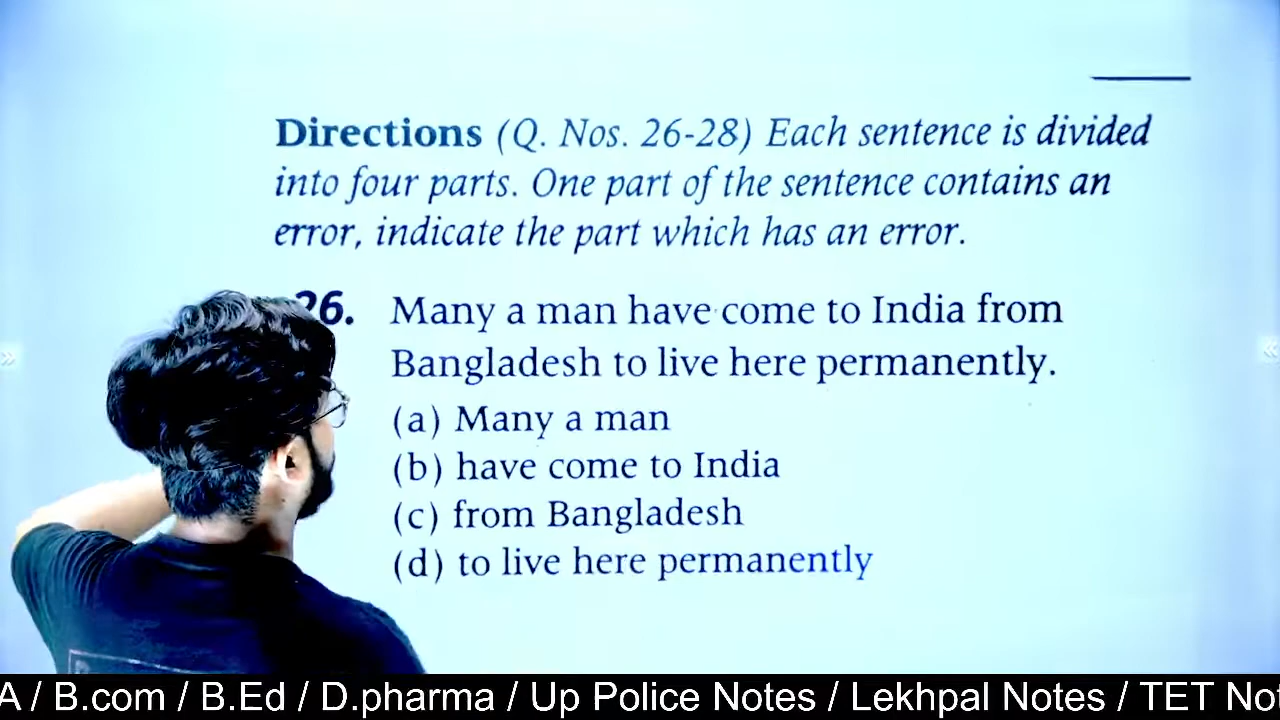 Directions (Q. Nos. 26-28) Each sentence is divided
into four parts. One part of the sentence contains an
error, indicate the part which has an error.
26. Many a man have come to India from
Bangladesh to live here permanently.
(a) Many a man
(b) have come to India
(c) from Bangladesh
(d) to live here permanently
A / B.com / B.Ed / D.pharma / Up Police Notes / Lekhpal Notes / TET